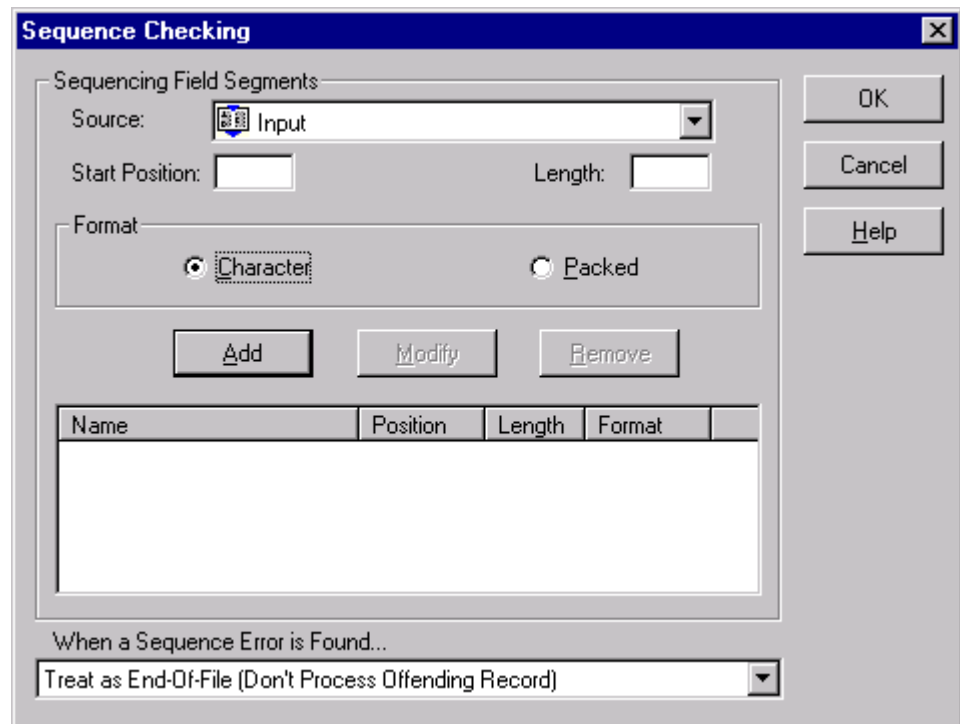 Sequence Checking
Sequencing Field Segments
Source: Input
Start Position: Length:
Format
Character Packed
Add Modify Remove
Name Position Length Format
When a Sequence Error is Found...
Treat as End-Of-File (Don't Process Offending Record)
OK
Cancel
Help